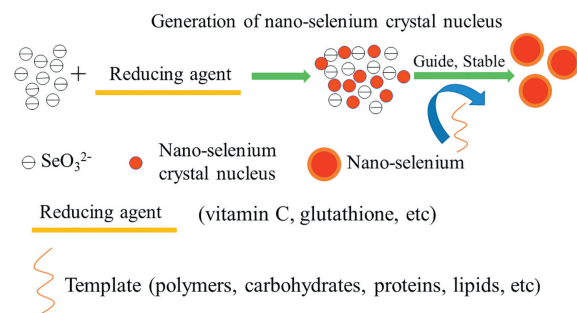 Generation of nano-selenium crystal nucleus
+
Reducing agent
Guide, Stable
SeO₃²⁻
Nano-selenium
crystal nucleus
Nano-selenium
Reducing agent
(vitamin C, glutathione, etc)
Template (polymers, carbohydrates, proteins, lipids, etc)